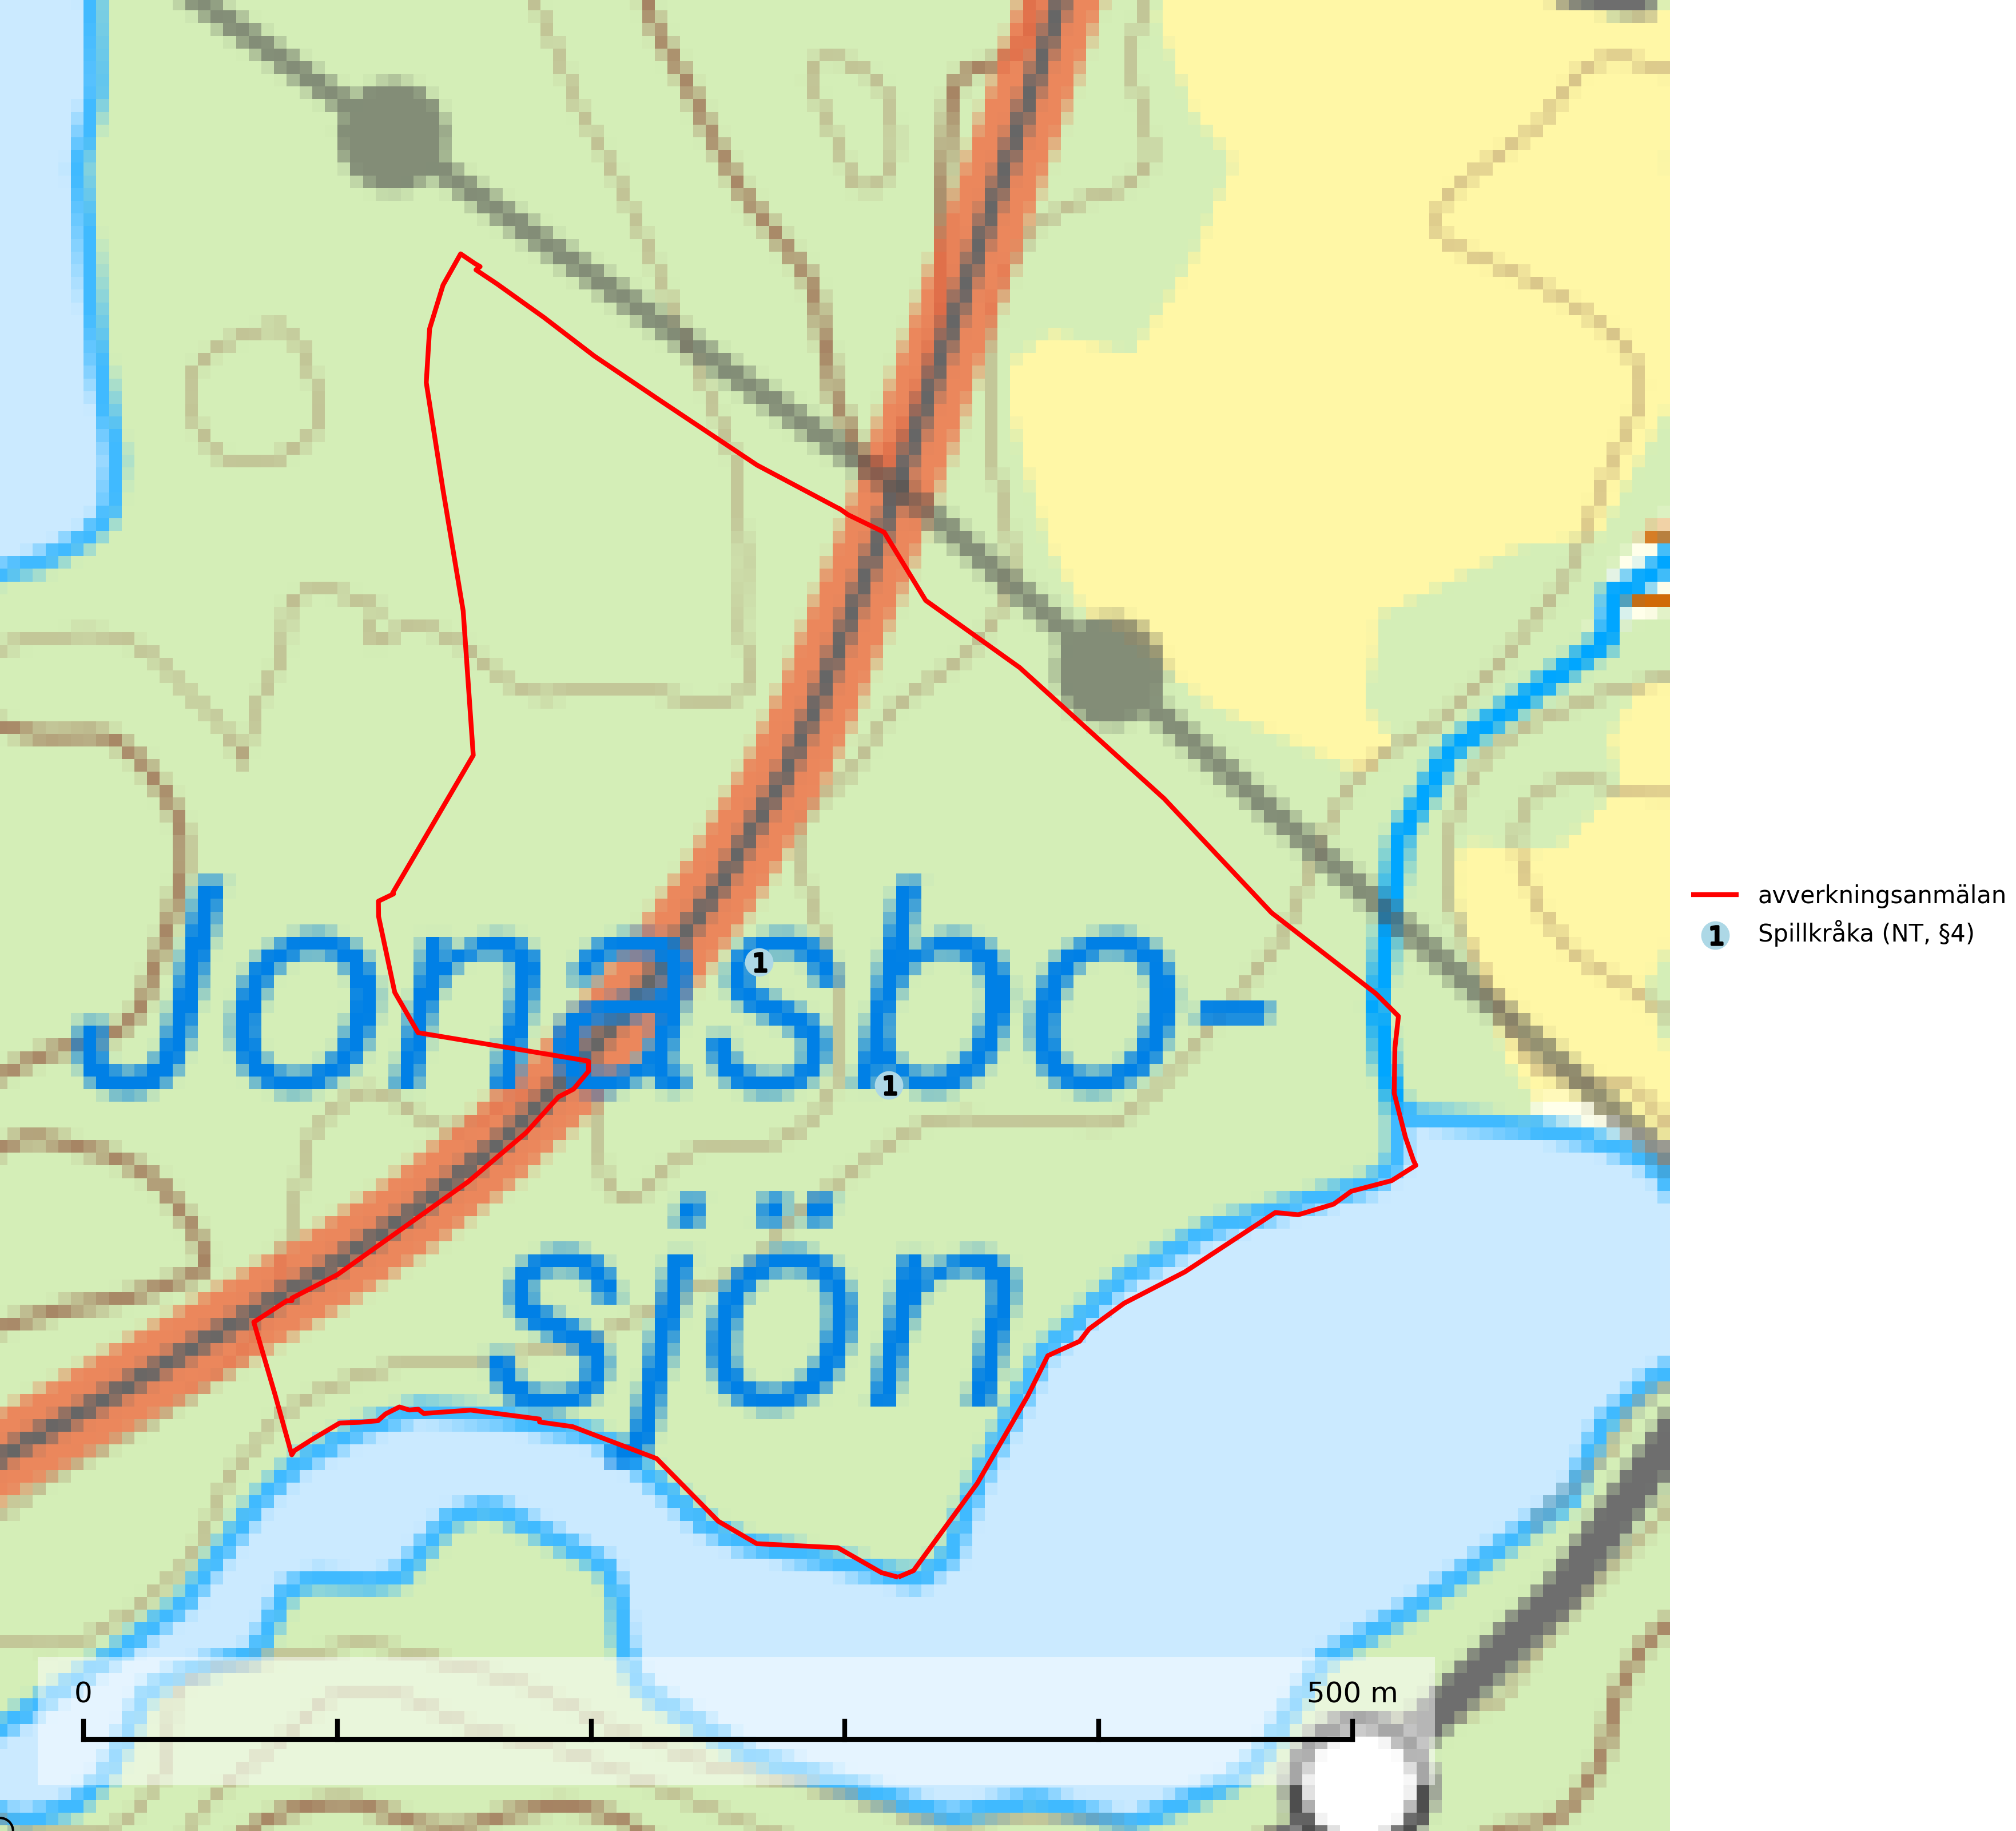 avverkningsanmälan
1 Spillkråka (NT, §4)
Jonasbo-
1
1
sjön
0 500 m